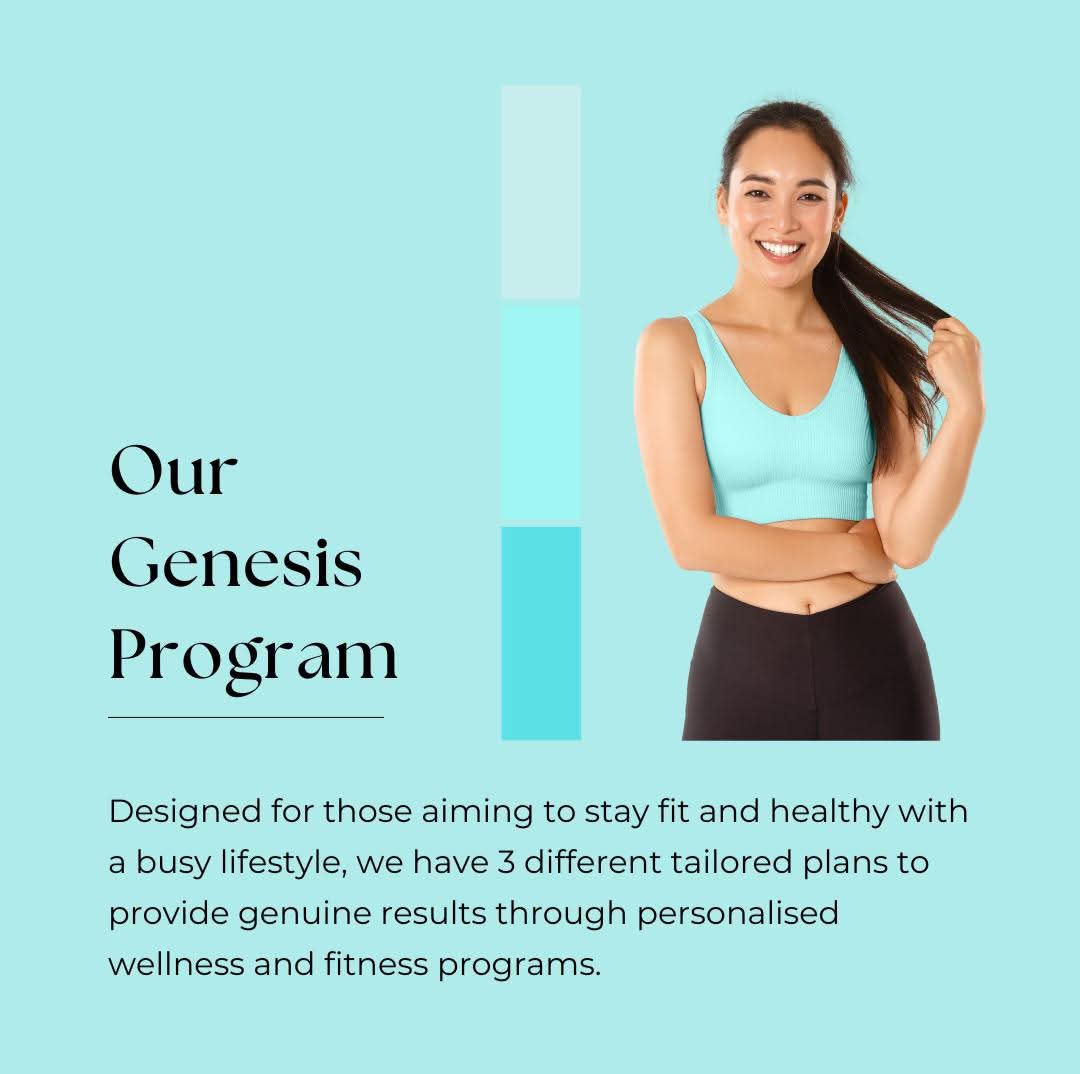 Our
Genesis
Program
Designed for those aiming to stay fit and healthy with
a busy lifestyle, we have 3 different tailored plans to
provide genuine results through personalised
wellness and fitness programs.